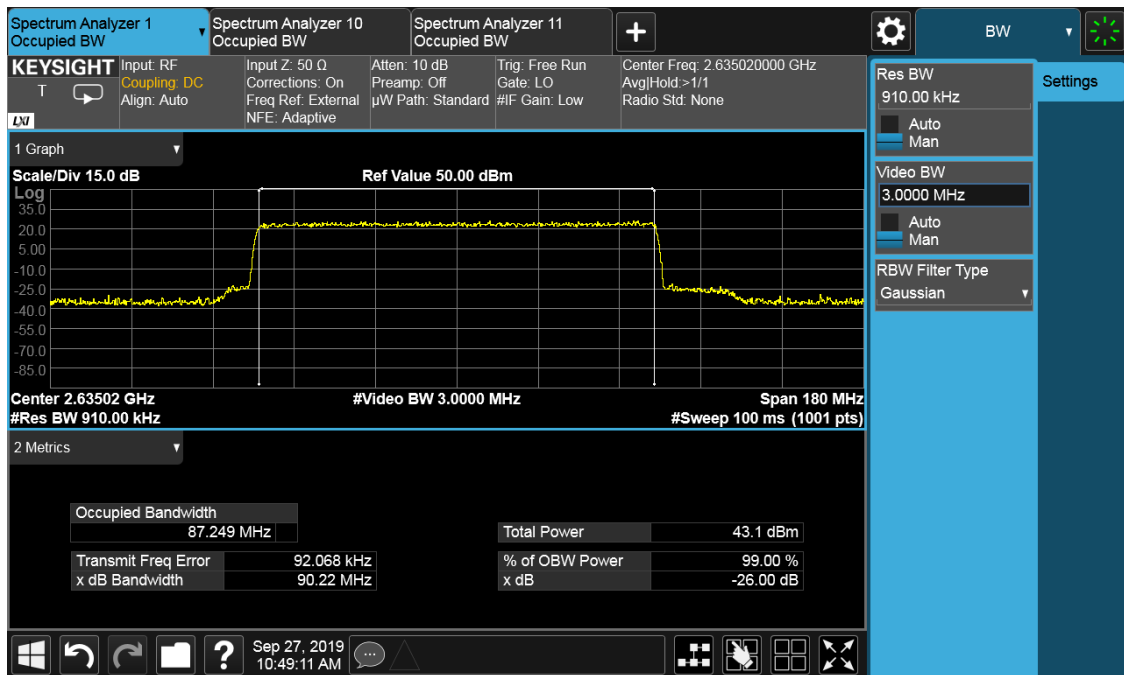 Spectrum Analyzer 1
Occupied BW
Spectrum Analyzer 10
Occupied BW
Spectrum Analyzer 11
Occupied BW
BW
KEYSIGHT
T
LXI
Input: RF
Coupling: DC
Align: Auto
Input Z: 50 Ω
Corrections: On
Freq Ref: External
NFE: Adaptive
Atten: 10 dB
Preamp: Off
µW Path: Standard
Trig: Free Run
Gate: LO
#IF Gain: Low
Center Freq: 2.635020000 GHz
Avg|Hold:>1/1
Radio Std: None
1 Graph
Scale/Div 15.0 dB
Ref Value 50.00 dBm
Log
35.0
20.0
5.00
-10.0
-25.0
-40.0
-55.0
-70.0
-85.0
Center 2.63502 GHz
#Video BW 3.0000 MHz
Span 180 MHz
#Res BW 910.00 kHz
#Sweep 100 ms (1001 pts)
2 Metrics
Occupied Bandwidth
87.249 MHz
Total Power 43.1 dBm
Transmit Freq Error 92.068 kHz
% of OBW Power 99.00 %
x dB Bandwidth 90.22 MHz
x dB -26.00 dB
Sep 27, 2019
10:49:11 AM
Res BW
910.00 kHz
Auto
Man
Video BW
3.0000 MHz
Auto
Man
RBW Filter Type
Gaussian
Settings